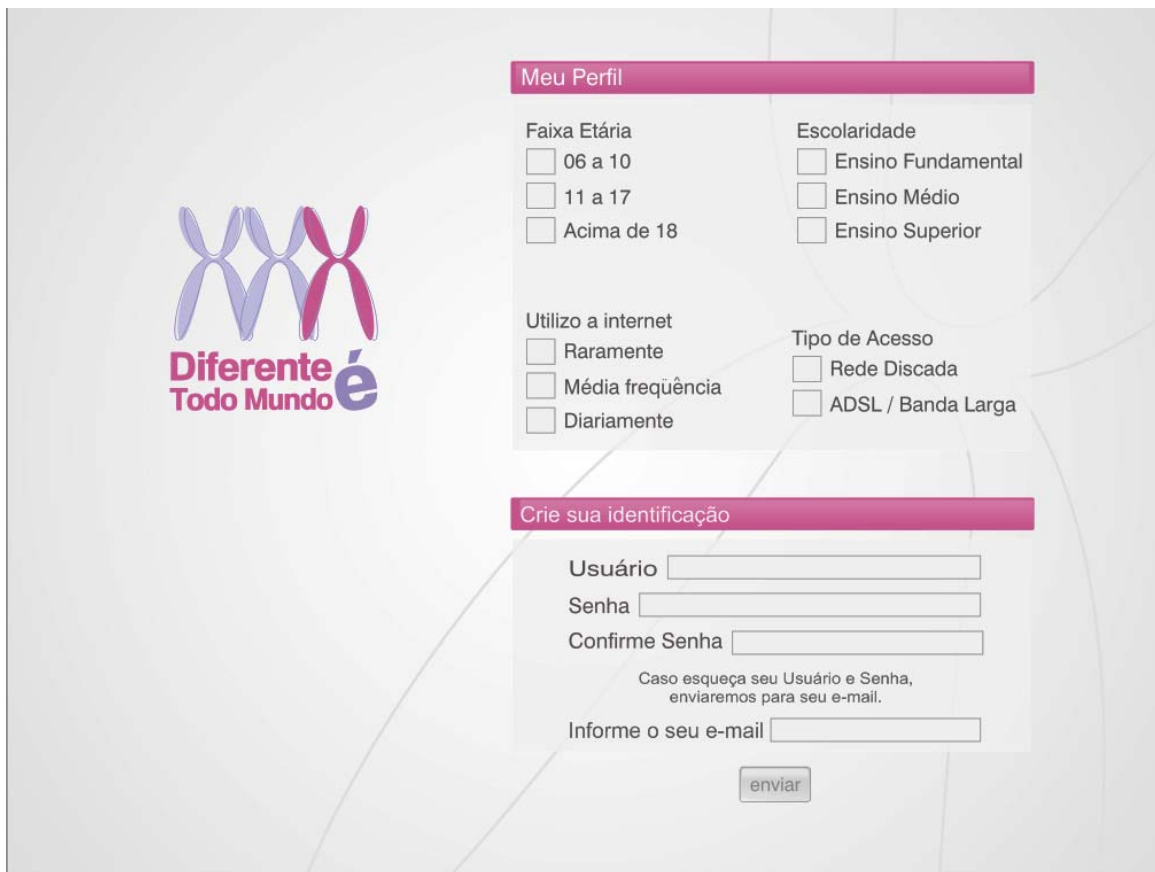 Diferente é
Todo Mundo
Meu Perfil
Faixa Etária
06 a 10
11 a 17
Acima de 18
Escolaridade
Ensino Fundamental
Ensino Médio
Ensino Superior
Utilizo a internet
Raramente
Média freqüência
Diariamente
Tipo de Acesso
Rede Discada
ADSL / Banda Larga
Crie sua identificação
Usuário
Senha
Confirme Senha
Caso esqueça seu Usuário e Senha,
enviaremos para seu e-mail.
Informe o seu e-mail
enviar